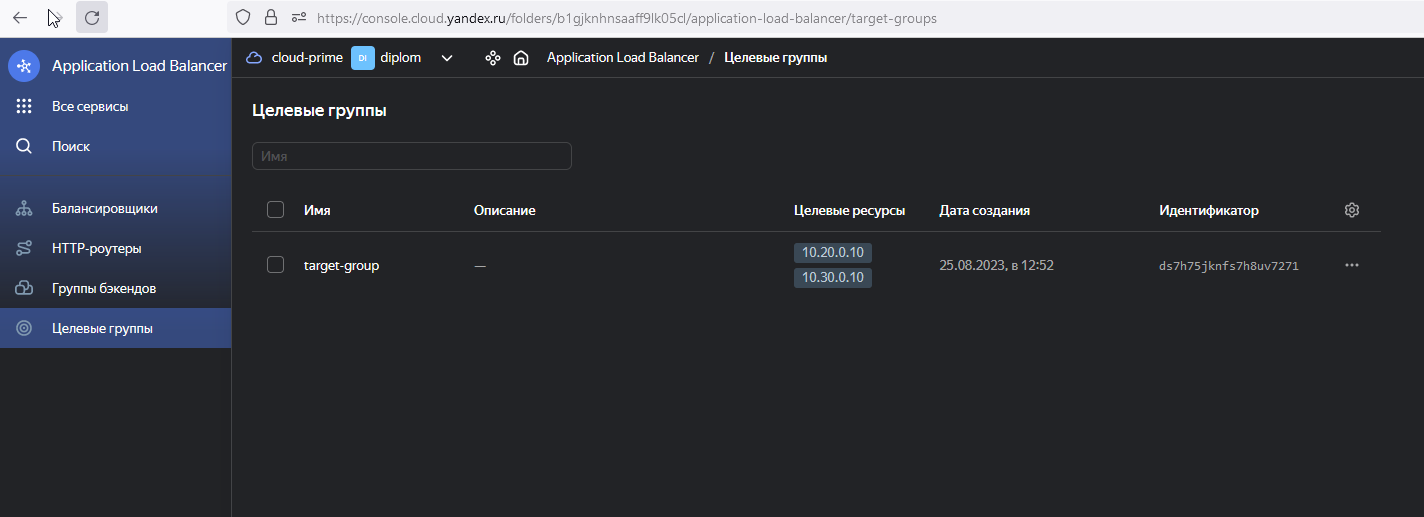 https://console.cloud.yandex.ru/folders/b1gjknhnsaaff9lk05cl/application-load-balancer/target-groups
Application Load Balancer
cloud-prime DI diplom Application Load Balancer / Целевые группы
Все сервисы
Целевые группы
Поиск
Имя
Балансировщики
Имя Описание Целевые ресурсы Дата создания Идентификатор
HTTP-роутеры
10.20.0.10
target-group — 25.08.2023, в 12:52 ds7h75jknfs7h8uv7271
10.30.0.10
Группы бэкендов
Целевые группы